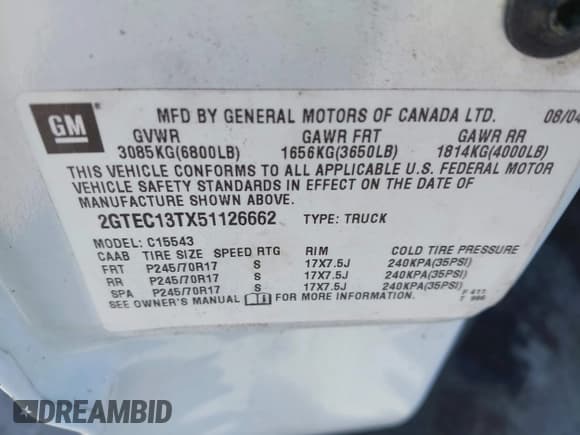 GM
MFD BY GENERAL MOTORS OF CANADA LTD. 08/04
GVWR GAWR FRT GAWR RR
3085KG(6800LB) 1656KG(3650LB) 1814KG(4000LB)
THIS VEHICLE CONFORMS TO ALL APPLICABLE U.S. FEDERAL MOTOR
VEHICLE SAFETY STANDARDS IN EFFECT ON THE DATE OF
MANUFACTURE SHOWN ABOVE.
2GTEC13TX51126662 TYPE: TRUCK
MODEL: C15543
CAAB TIRE SIZE SPEED RTG RIM COLD TIRE PRESSURE
FRT P245/70R17 S 17X7.5J 240KPA(35PSI)
RR P245/70R17 S 17X7.5J 240KPA(35PSI)
SPA P245/70R17 S 17X7.5J 240KPA(35PSI)
SEE OWNER'S MANUAL FOR MORE INFORMATION.
F 411
T 986
DREAMBID